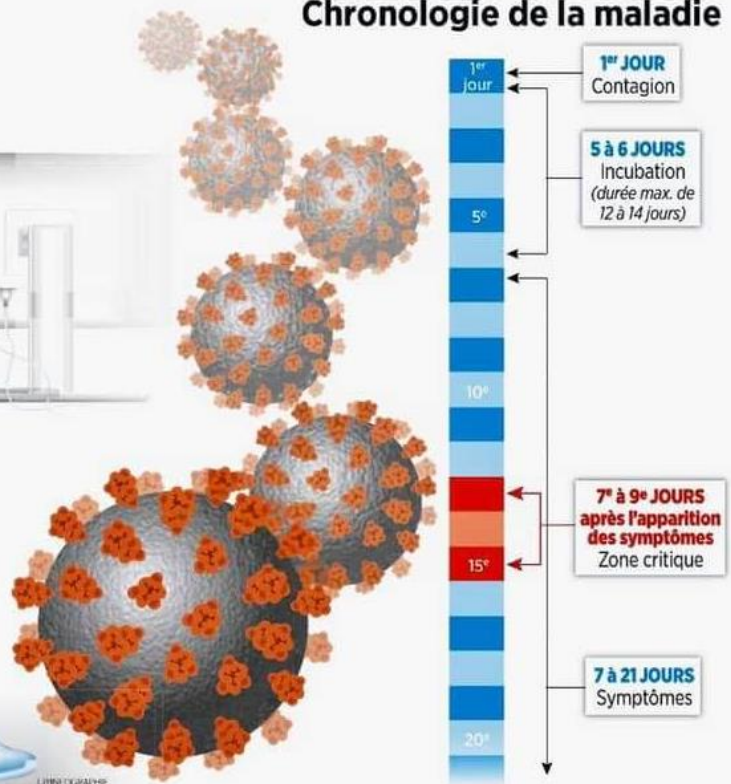 Chronologie de la maladie
1er
jour
1er JOUR
Contagion
5 à 6 JOURS
Incubation
(durée max. de
12 à 14 jours)
5e
10e
7e à 9e JOURS
après l'apparition
des symptômes
Zone critique
15e
7 à 21 JOURS
Symptômes
20e